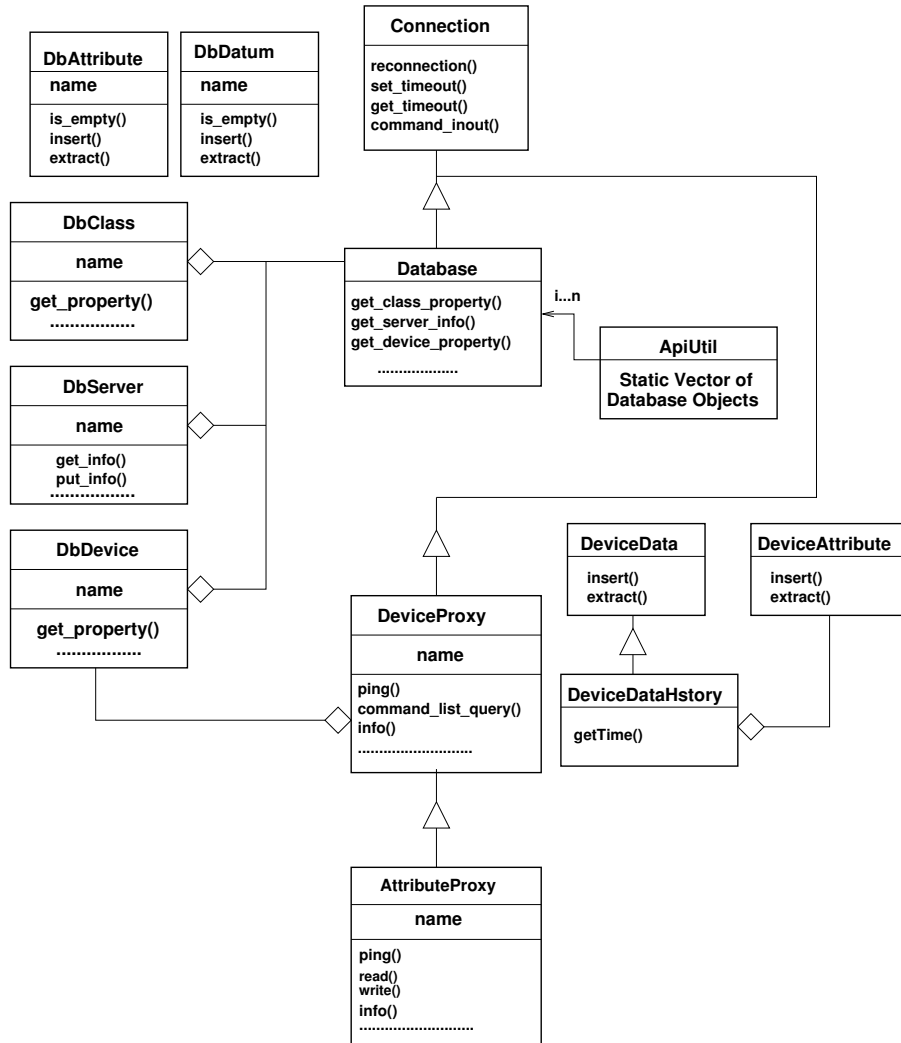 Connection
reconnection()
set_timeout()
get_timeout()
command_inout()
DbAttribute
name
is_empty()
insert()
extract()
DbDatum
name
is_empty()
insert()
extract()
DbClass
name
get_property()
.................
Database
get_class_property()
get_server_info()
get_device_property()
...................
i...n
ApiUtil
Static Vector of
Database Objects
DbServer
name
get_info()
put_info()
.................
DbDevice
name
get_property()
.................
DeviceProxy
name
ping()
command_list_query()
info()
...........................
DeviceData
insert()
extract()
DeviceAttribute
insert()
extract()
DeviceDataHstory
getTime()
AttributeProxy
name
ping()
read()
write()
info()
...........................